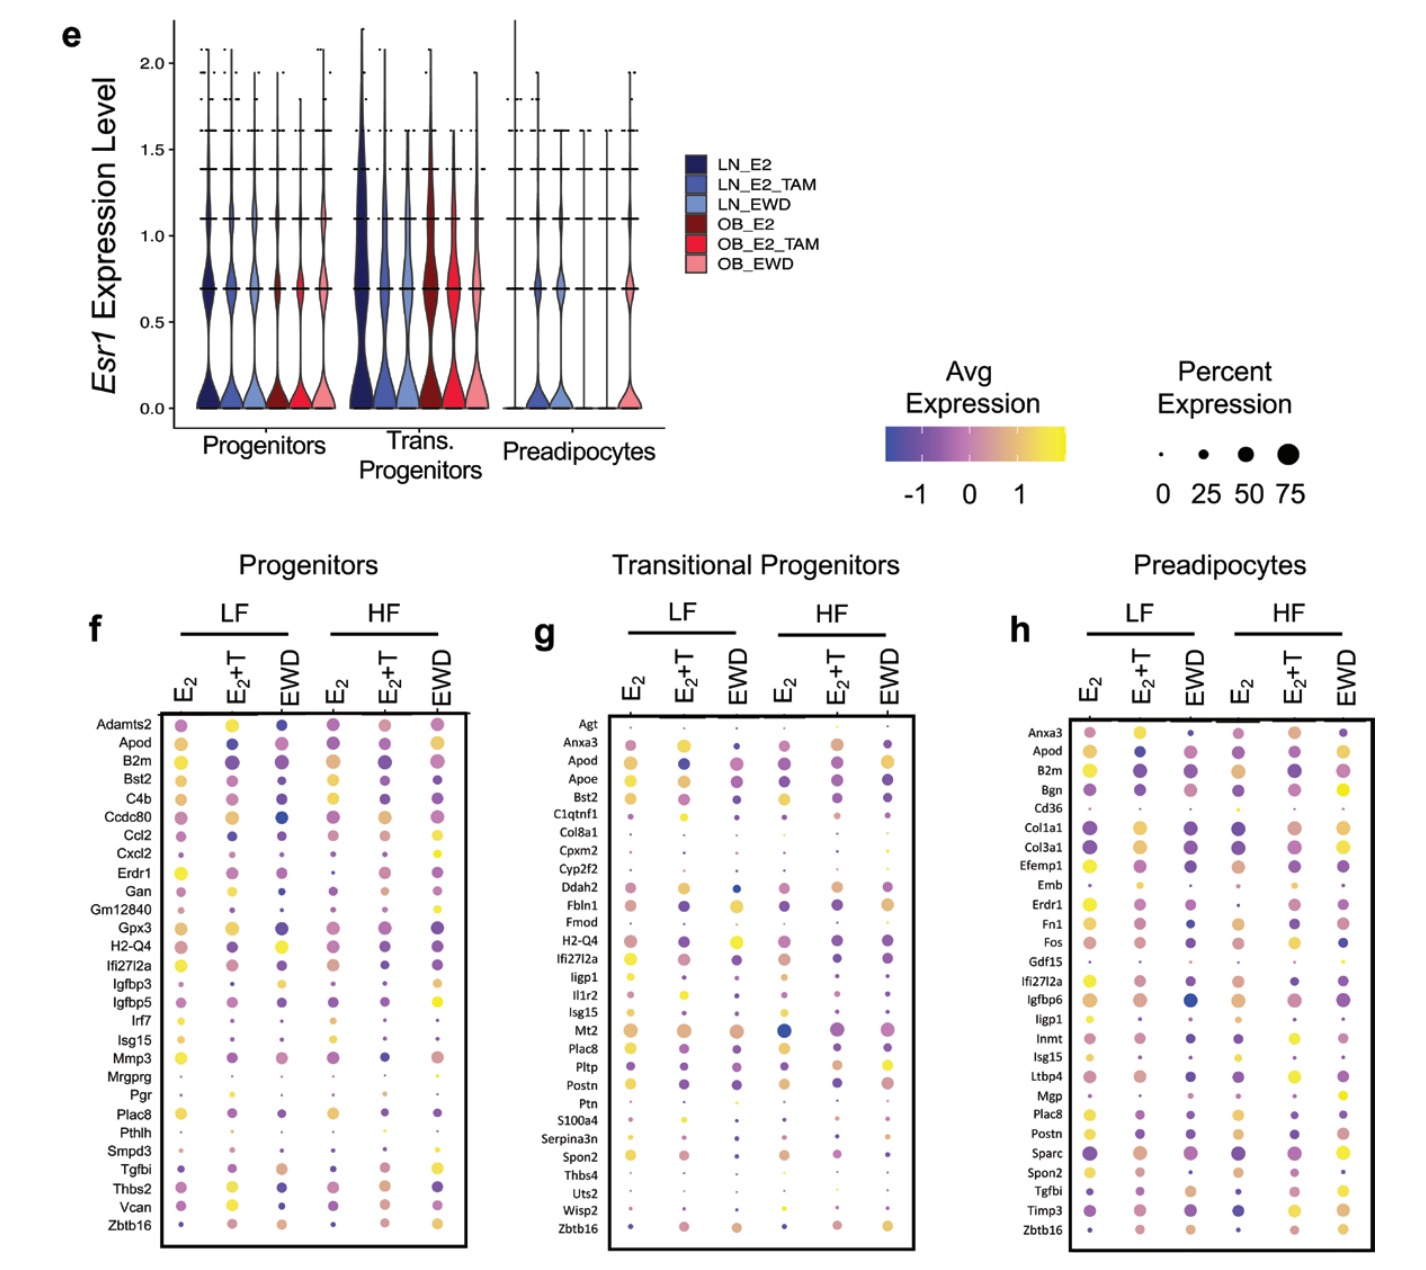 e
Esr1 Expression Level
2.0
1.5
1.0
0.5
0.0
Progenitors
Trans.
Progenitors
Preadipocytes
LN_E2
LN_E2_TAM
LN_EWD
OB_E2
OB_E2_TAM
OB_EWD
Avg
Expression
-1 0 1
Percent
Expression
0 25 50 75
f
Progenitors
LF HF
E2 E2+T EWD E2 E2+T EWD
Adamts2
Apod
B2m
Bst2
C4b
Ccdc80
Ccl2
Cxcl2
Erdr1
Gan
Gm12840
Gpx3
H2-Q4
Ifi27l2a
Igfbp3
Igfbp5
Irf7
Isg15
Mmp3
Mrgprg
Pgr
Plac8
Pthlh
Smpd3
Tgfbi
Thbs2
Vcan
Zbtb16
g
Transitional Progenitors
LF HF
E2 E2+T EWD E2 E2+T EWD
Agt
Anxa3
Apod
Apoe
Bst2
C1qtnf1
Col8a1
Cpxm2
Cyp2f2
Ddah2
Fbln1
Fmod
H2-Q4
Ifi27l2a
Iigp1
Il1r2
Isg15
Mt2
Plac8
Pltp
Postn
Ptn
S100a4
Serpina3n
Spon2
Thbs4
Uts2
Wisp2
Zbtb16
h
Preadipocytes
LF HF
E2 E2+T EWD E2 E2+T EWD
Anxa3
Apod
B2m
Bgn
Cd36
Col1a1
Col3a1
Efemp1
Emb
Erdr1
Fn1
Fos
Gdf15
Ifi27l2a
Igfbp6
Iigp1
Inmt
Isg15
Ltbp4
Mgp
Plac8
Postn
Sparc
Spon2
Tgfbi
Timp3
Zbtb16